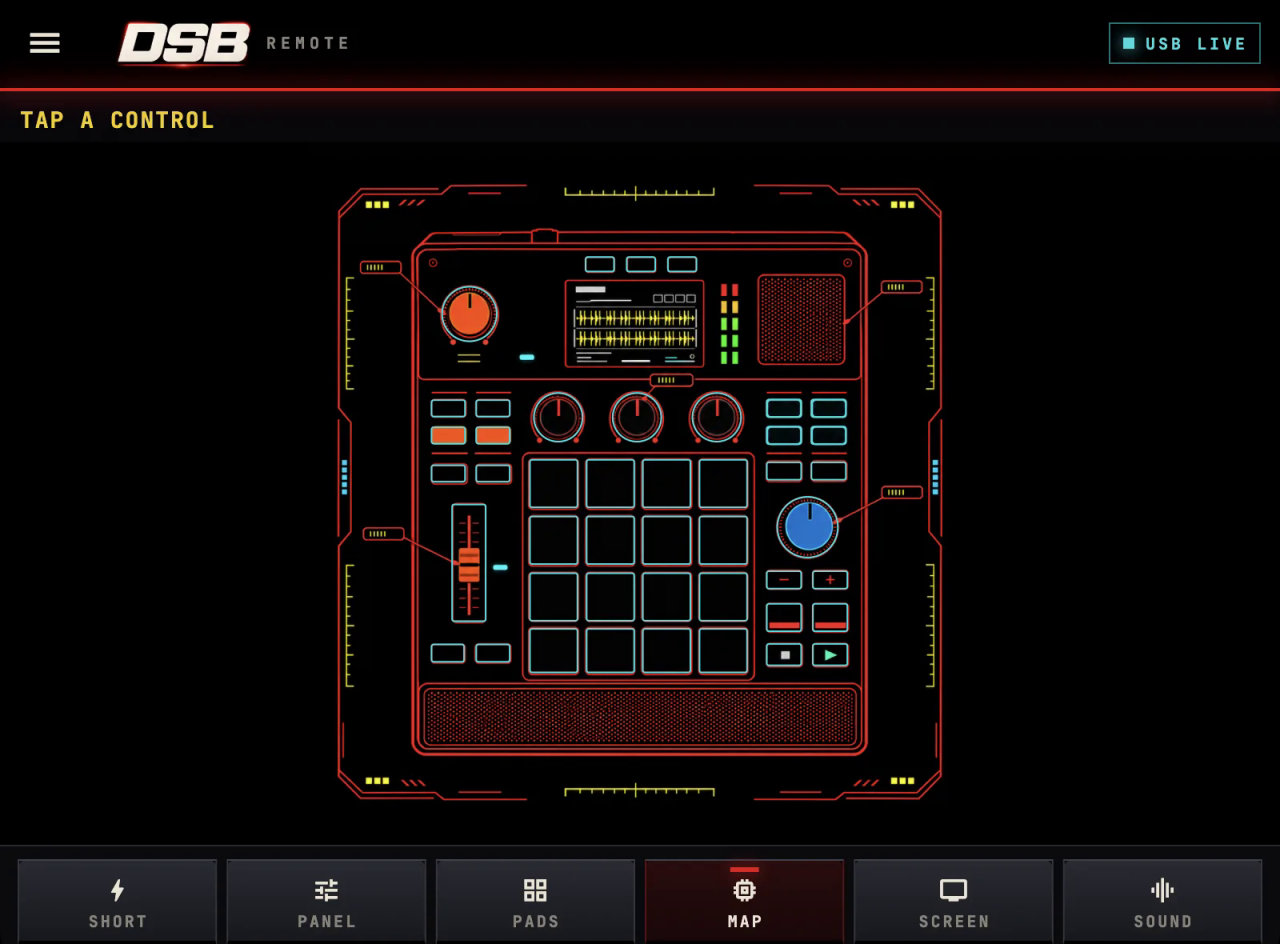 DSB REMOTE
USB LIVE
TAP A CONTROL
SHORT
PANEL
PADS
MAP
SCREEN
SOUND